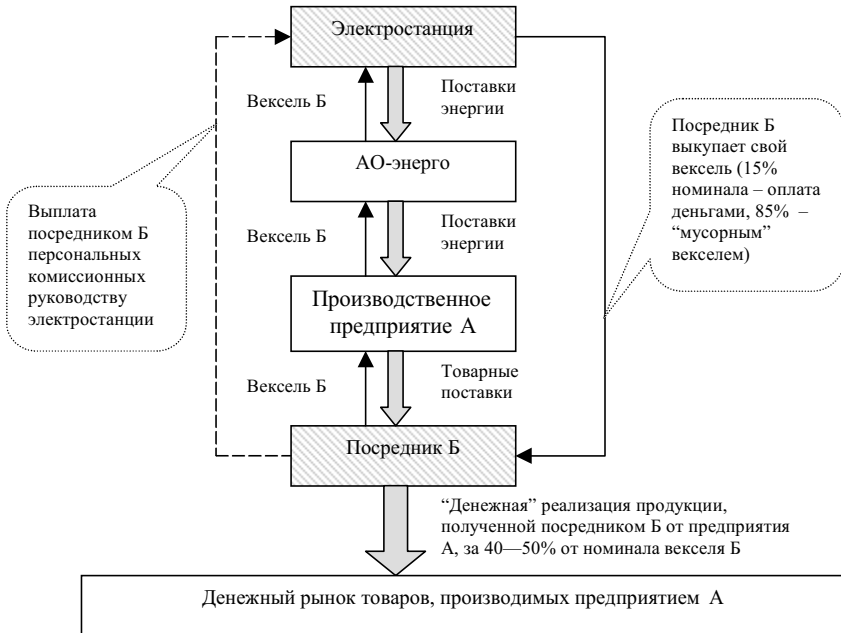 Электростанция
Вексель Б
Поставки
энергии
АО-энерго
Посредник Б
выкупает свой
вексель (15%
номинала – оплата
деньгами, 85% –
“мусорным”
векселем)
Выплата
посредником Б
персональных
комиссионных
руководству
электростанции
Вексель Б
Поставки
энергии
Производственное
предприятие А
Вексель Б
Товарные
поставки
Посредник Б
“Денежная” реализация продукции,
полученной посредником Б от предприятия
А, за 40—50% от номинала векселя Б
Денежный рынок товаров, производимых предприятием А